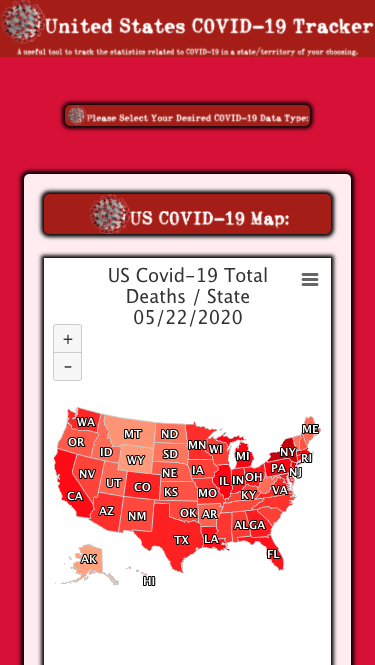 United States COVID-19 Tracker
A useful tool to track the statistics related to COVID-19 in a state/territory of your choosing.
Please Select Your Desired COVID-19 Data Type:
US COVID-19 Map:
US Covid-19 Total
Deaths / State
05/22/2020
+
-
WA
MT
ND
ME
OR
ID
WY
SD
MN
WI
MI
NY
RI
NV
UT
CO
NE
IA
IL
IN
OH
PA
NJ
CA
KS
MO
KY
VA
AZ
NM
OK
AR
TX
LA
AL
GA
FL
AK
HI